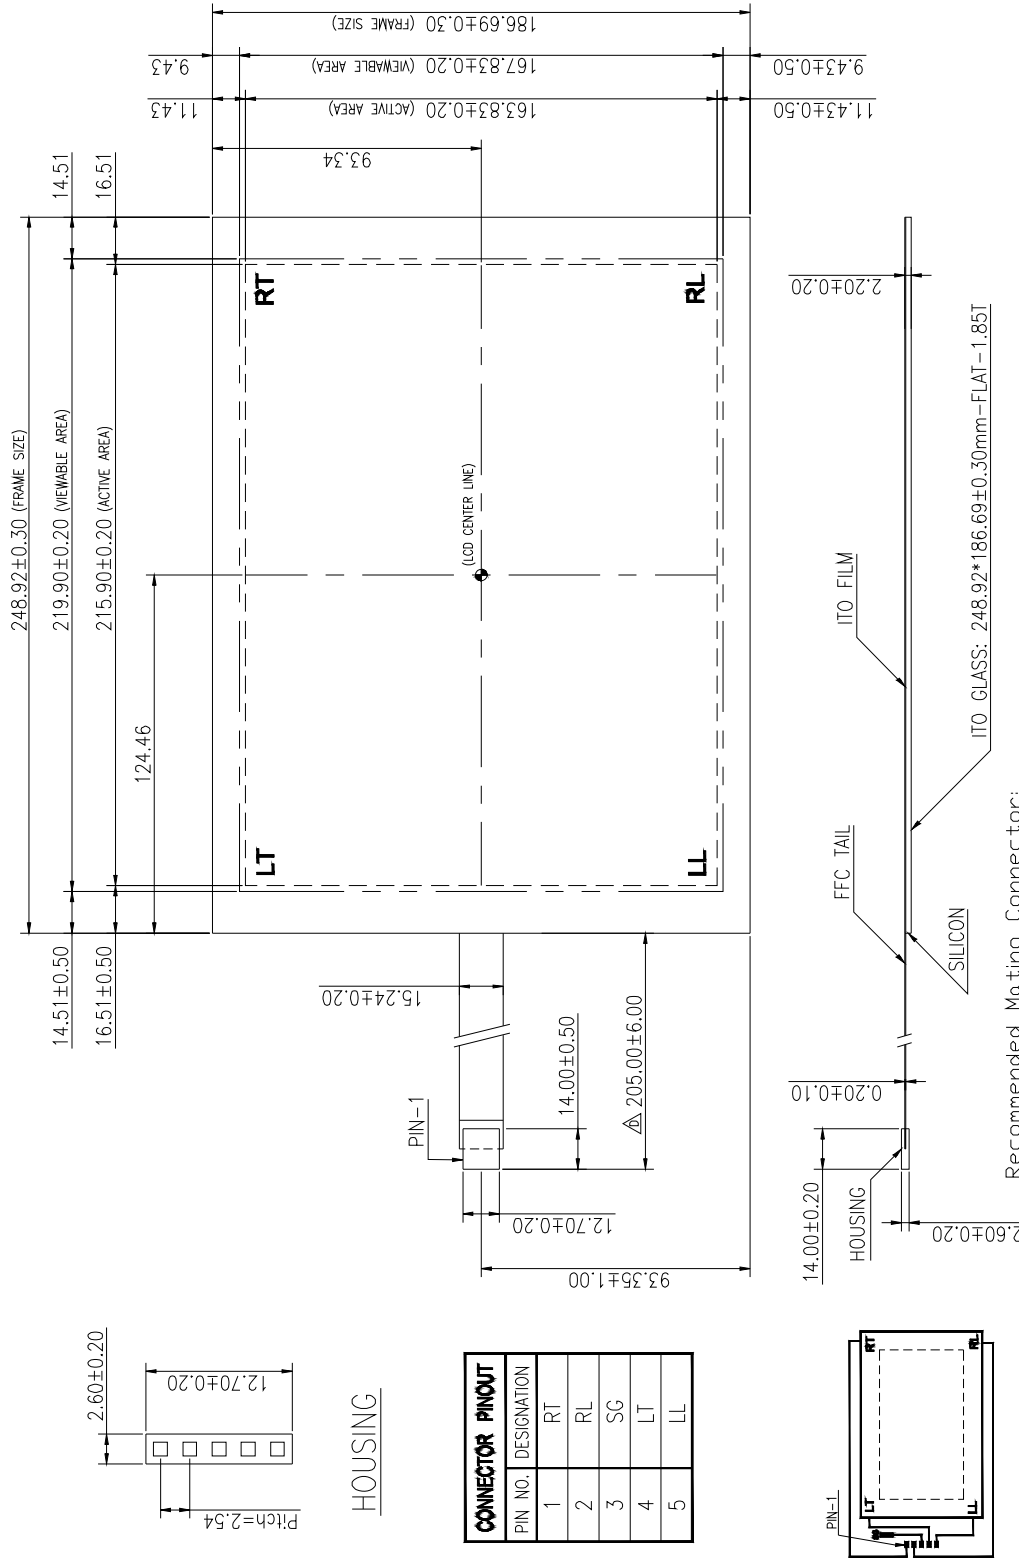 186.69±0.30 (FRAME SIZE)
9.43
167.83±0.20 (VIEWABLE AREA)
9.43±0.50
11.43
163.83±0.20 (ACTIVE AREA)
11.43±0.50
93.34
14.51
16.51
248.92±0.30 (FRAME SIZE)
219.90±0.20 (VIEWABLE AREA)
215.90±0.20 (ACTIVE AREA)
124.46
14.51±0.50
16.51±0.50
RT
RL
(LCD CENTER LINE)
LT
LL
2.20±0.20
ITO FILM
ITO GLASS: 248.92*186.69±0.30mm-FLAT-1.85T
FFC TAIL
SILICON
15.24±0.20
PIN-1
14.00±0.50
D 205.00±6.00
0.20±0.10
12.70±0.20
93.35±1.00
14.00±0.20
HOUSING
2.60±0.20
Recommended Mating Connector:
2.60±0.20
12.70±0.20
Pitch=2.54
HOUSING
CONNECTOR PINOUT
PIN NO. DESIGNATION
1 RT
2 RL
3 SG
4 LT
5 LL
PIN-1
LT
RT
LL
RL